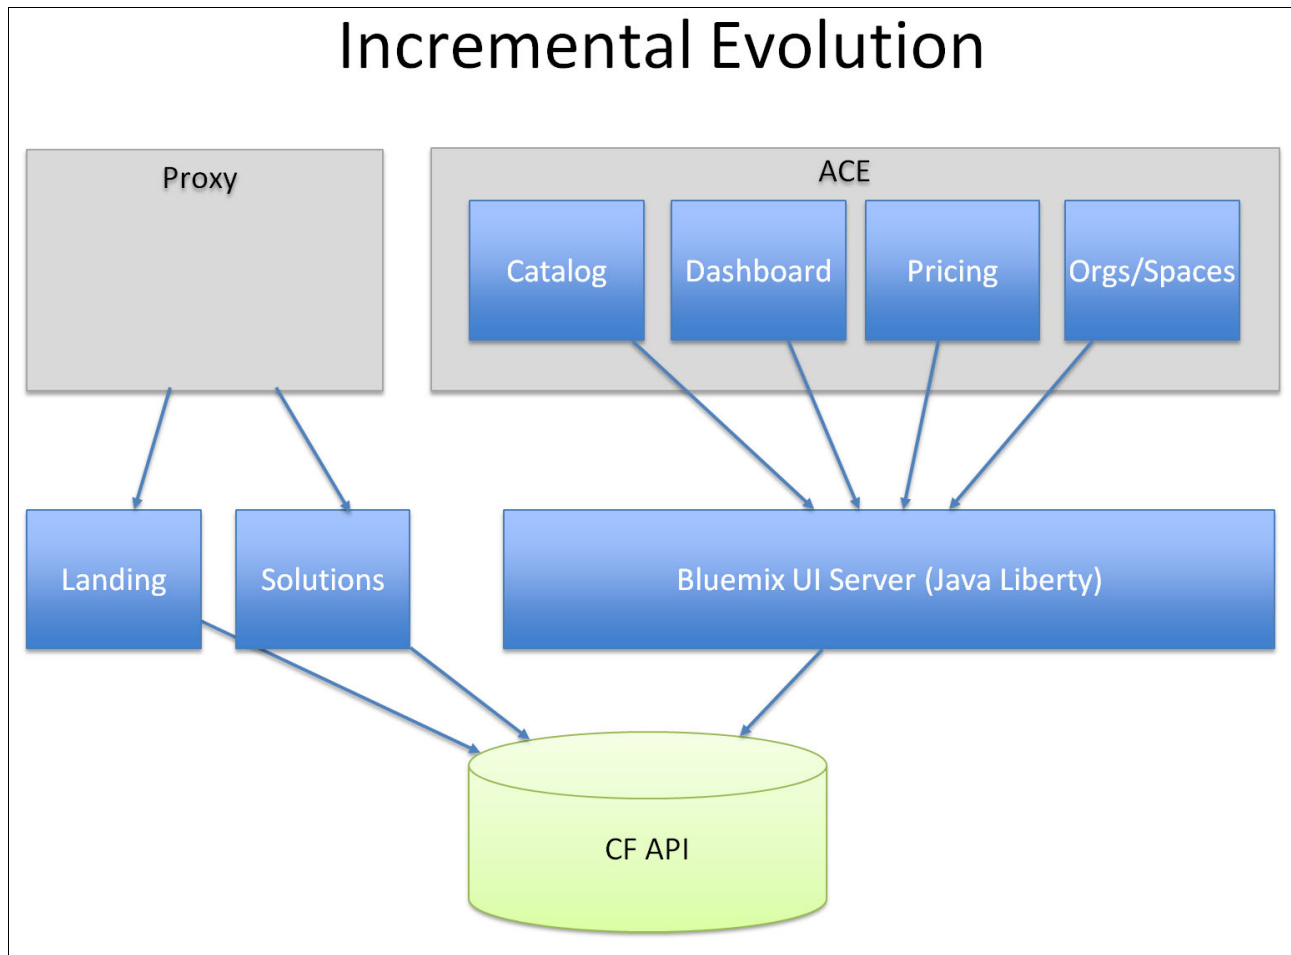 Incremental Evolution
Proxy
ACE
Catalog
Dashboard
Pricing
Orgs/Spaces
Landing
Solutions
Bluemix UI Server (Java Liberty)
CF API